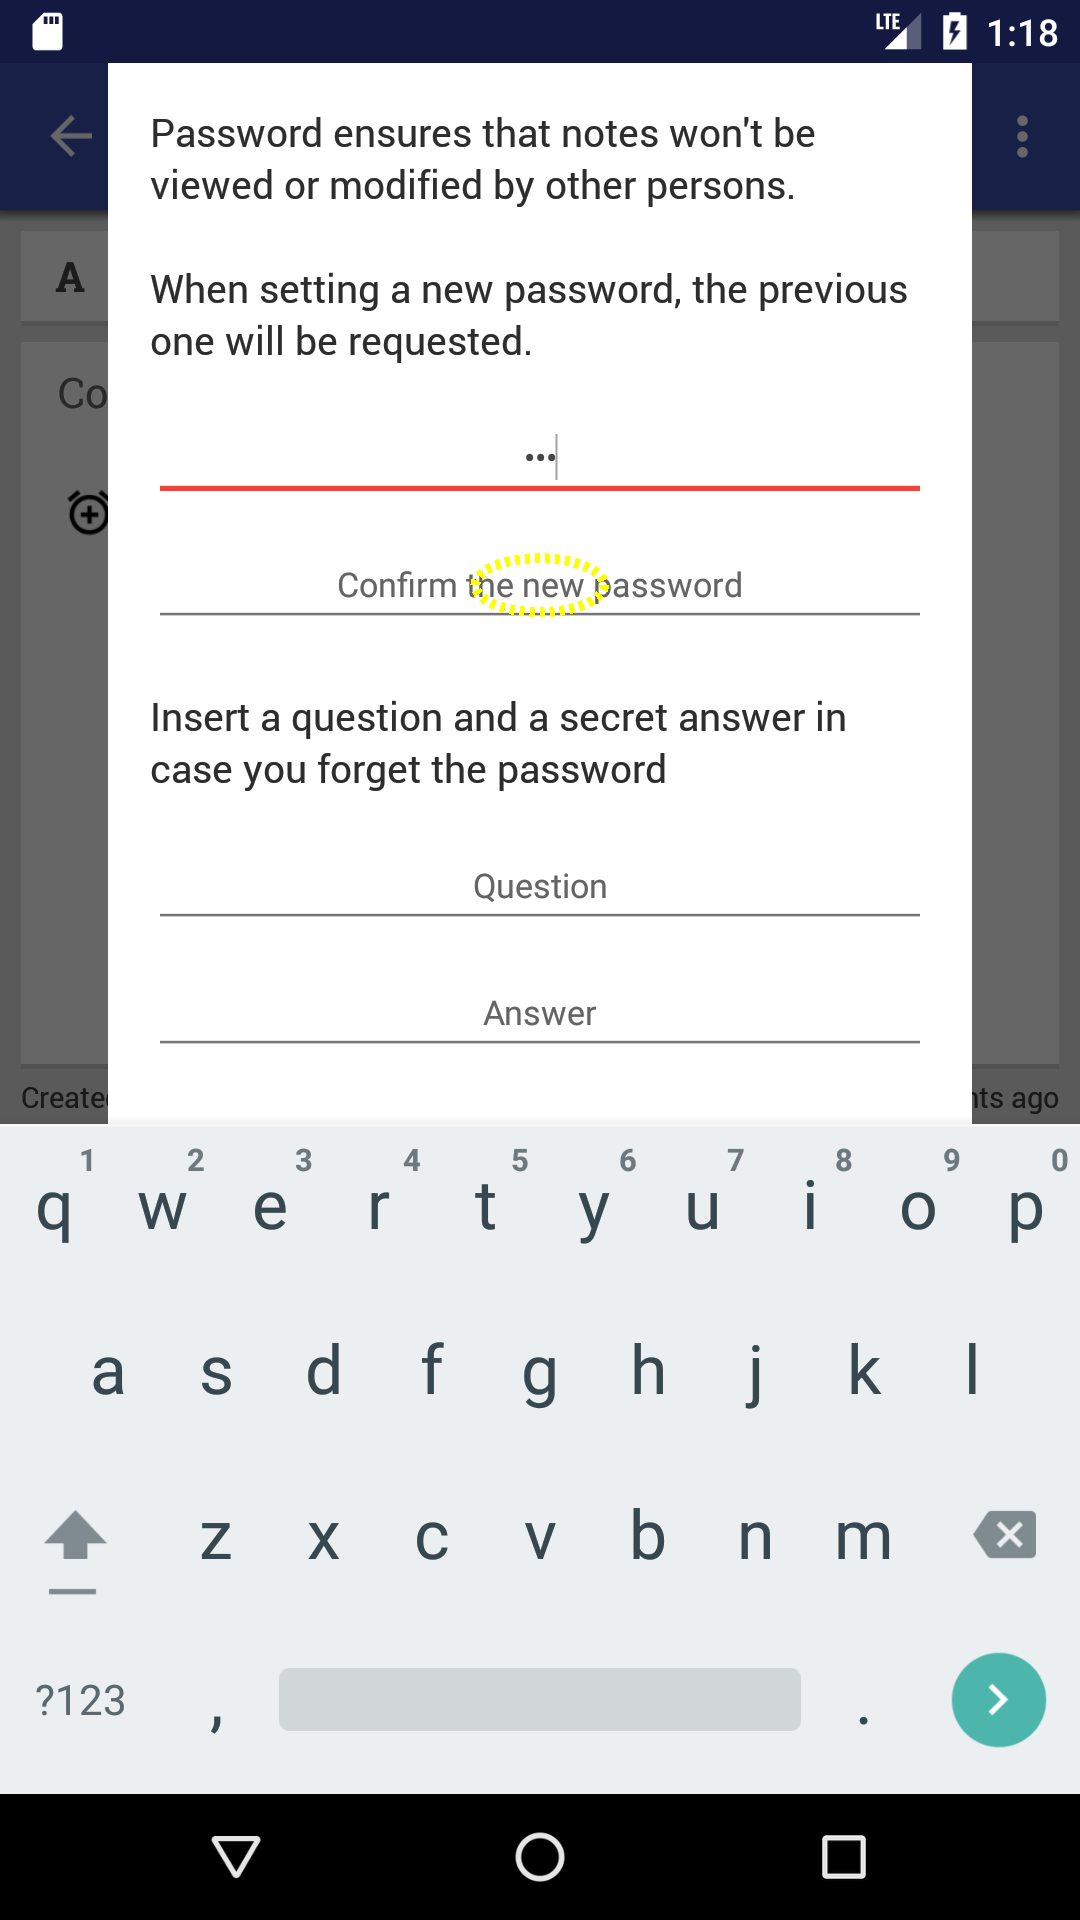 LTE 1:18
Password ensures that notes won't be
viewed or modified by other persons.
When setting a new password, the previous
one will be requested.
A
Co
•••
Confirm the new password
Insert a question and a secret answer in
case you forget the password
Question
Answer
Create nts ago
1 2 3 4 5 6 7 8 9 0
q w e r t y u i o p
a s d f g h j k l
z x c v b n m
?123 , .